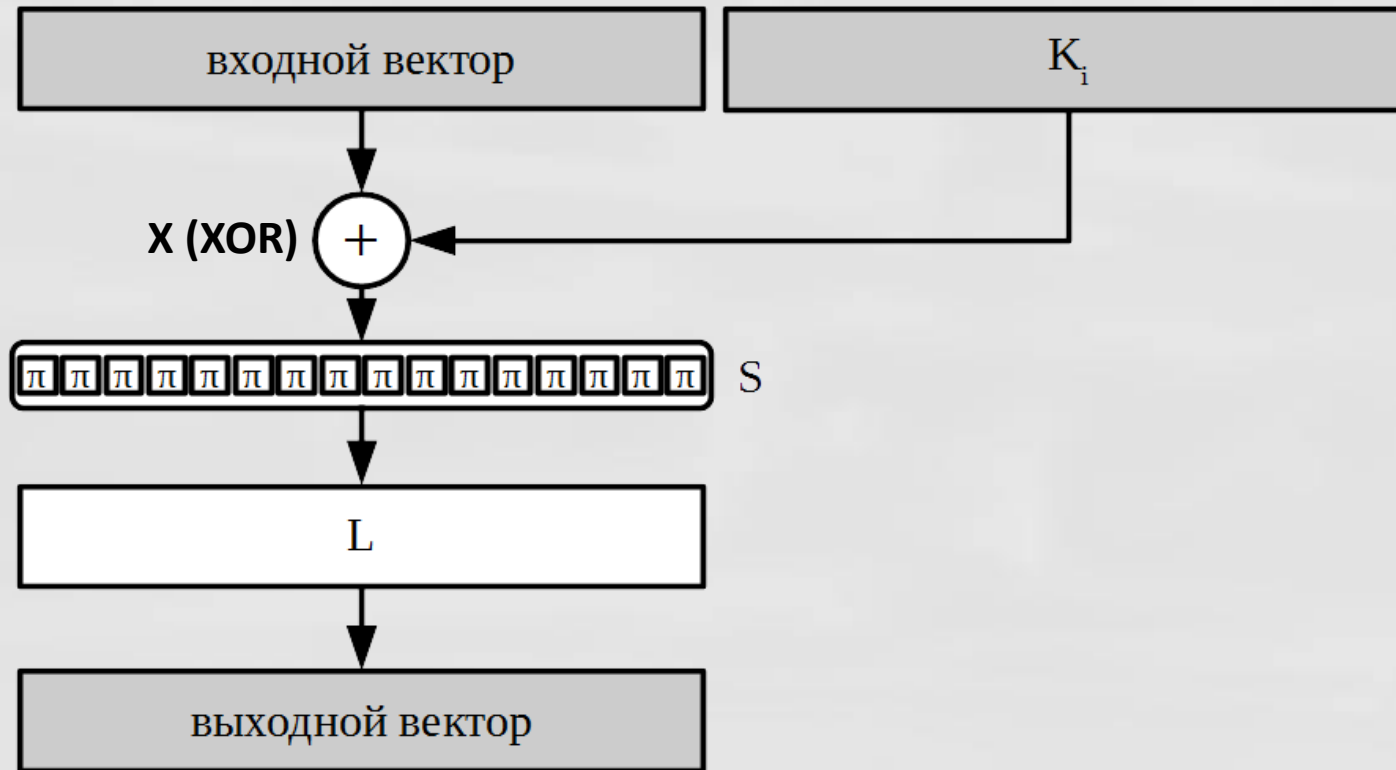 входной вектор
K_i
X (XOR)
+
π π π π π π π π π π π π π π π π
S
L
выходной вектор